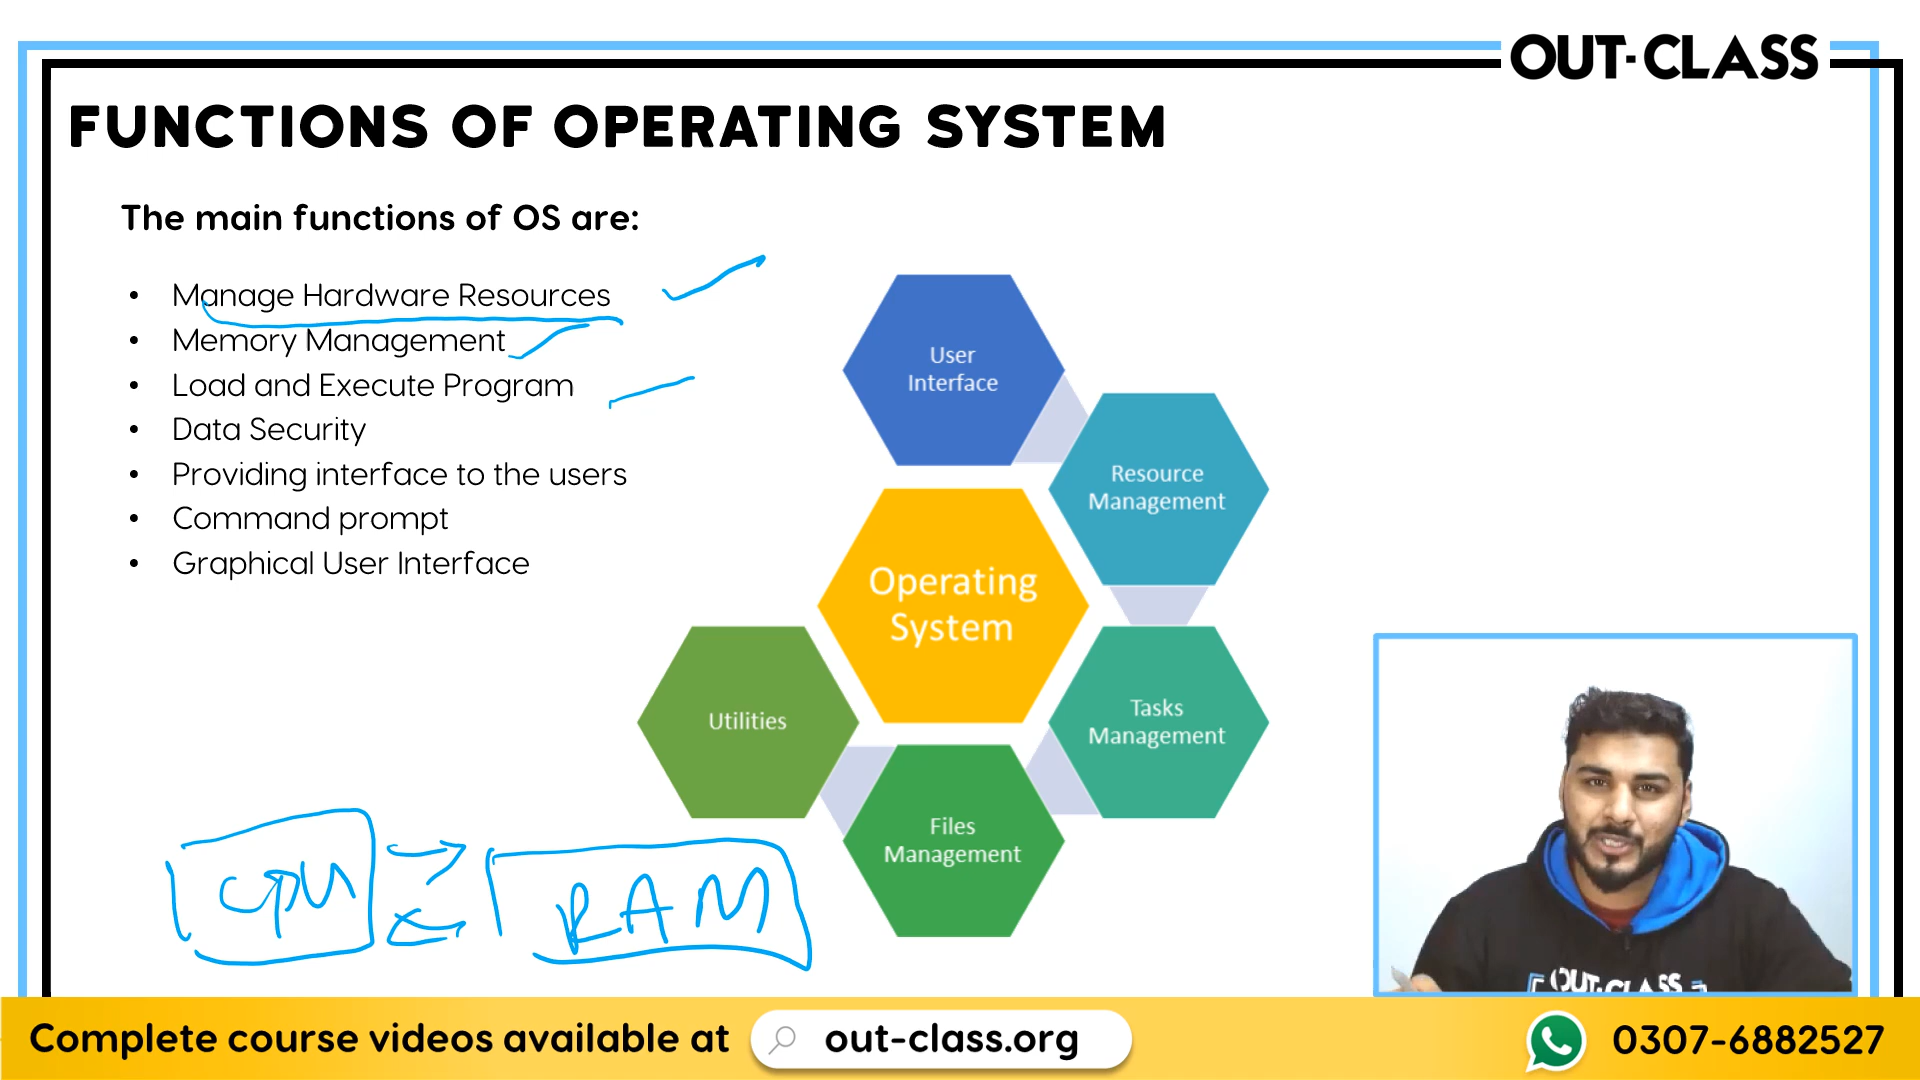 OUT-CLASS
FUNCTIONS OF OPERATING SYSTEM
The main functions of OS are:
• Manage Hardware Resources
• Memory Management
• Load and Execute Program
• Data Security
• Providing interface to the users
• Command prompt
• Graphical User Interface
User
Interface
Resource
Management
Operating
System
Tasks
Management
Files
Management
Utilities
CPU
RAM
OUT-CLASS
Complete course videos available at
out-class.org
0307-6882527